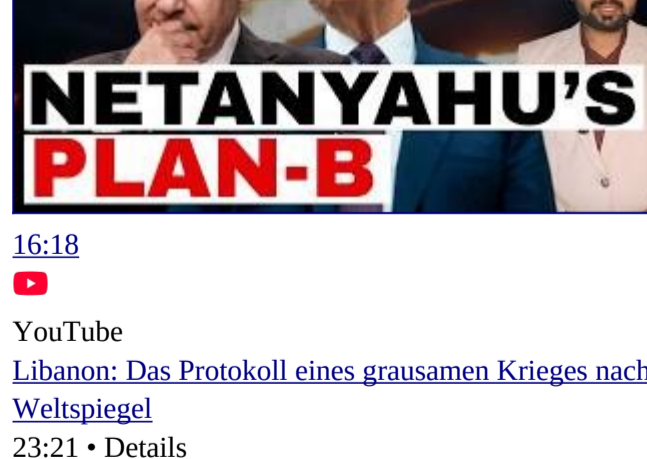 NETANYAHU'S
PLAN-B
16:18
YouTube
Libanon: Das Protokoll eines grausamen Krieges nach
Weltspiegel
23:21 • Details